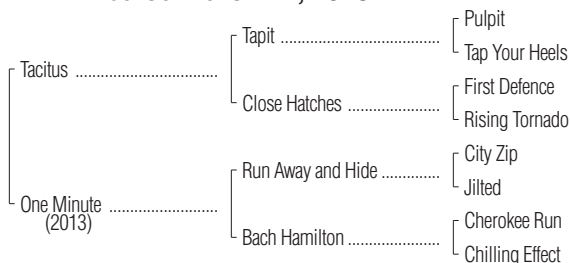 Pulpit
Tapit ........................................
Tap Your Heels
Tacitus ....................................
First Defence
Close Hatches .......................
Rising Tornado
City Zip
Run Away and Hide ..............
Jilted
One Minute ...........................
(2013)
Cherokee Run
Bach Hamilton .......................
Chilling Effect